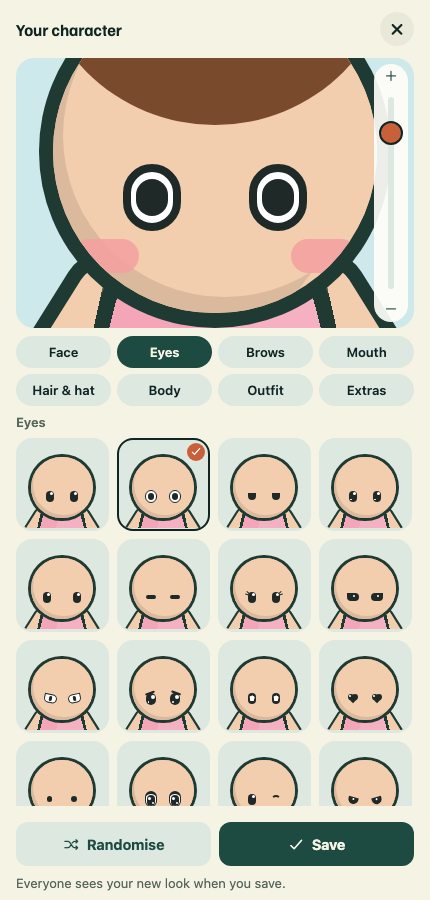 Your character
Face
Eyes
Brows
Mouth
Hair & hat
Body
Outfit
Extras
Eyes
Randomise
Save
Everyone sees your new look when you save.